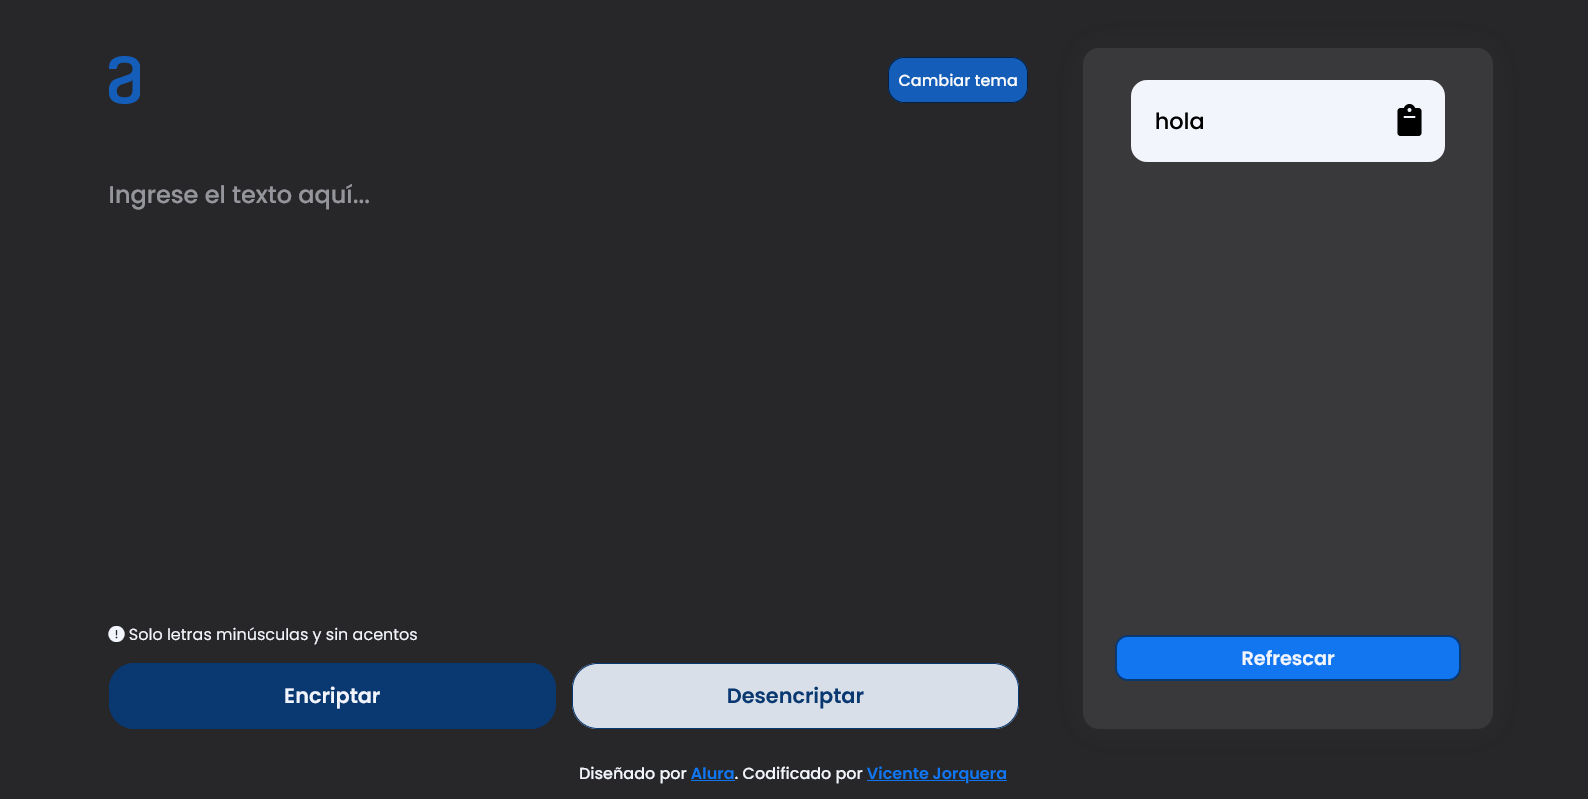 a
Cambiar tema
Ingrese el texto aquí...
Solo letras minúsculas y sin acentos
Encriptar
Desencriptar
hola
Refrescar
Diseñado por Alura. Codificado por Vicente Jorquera